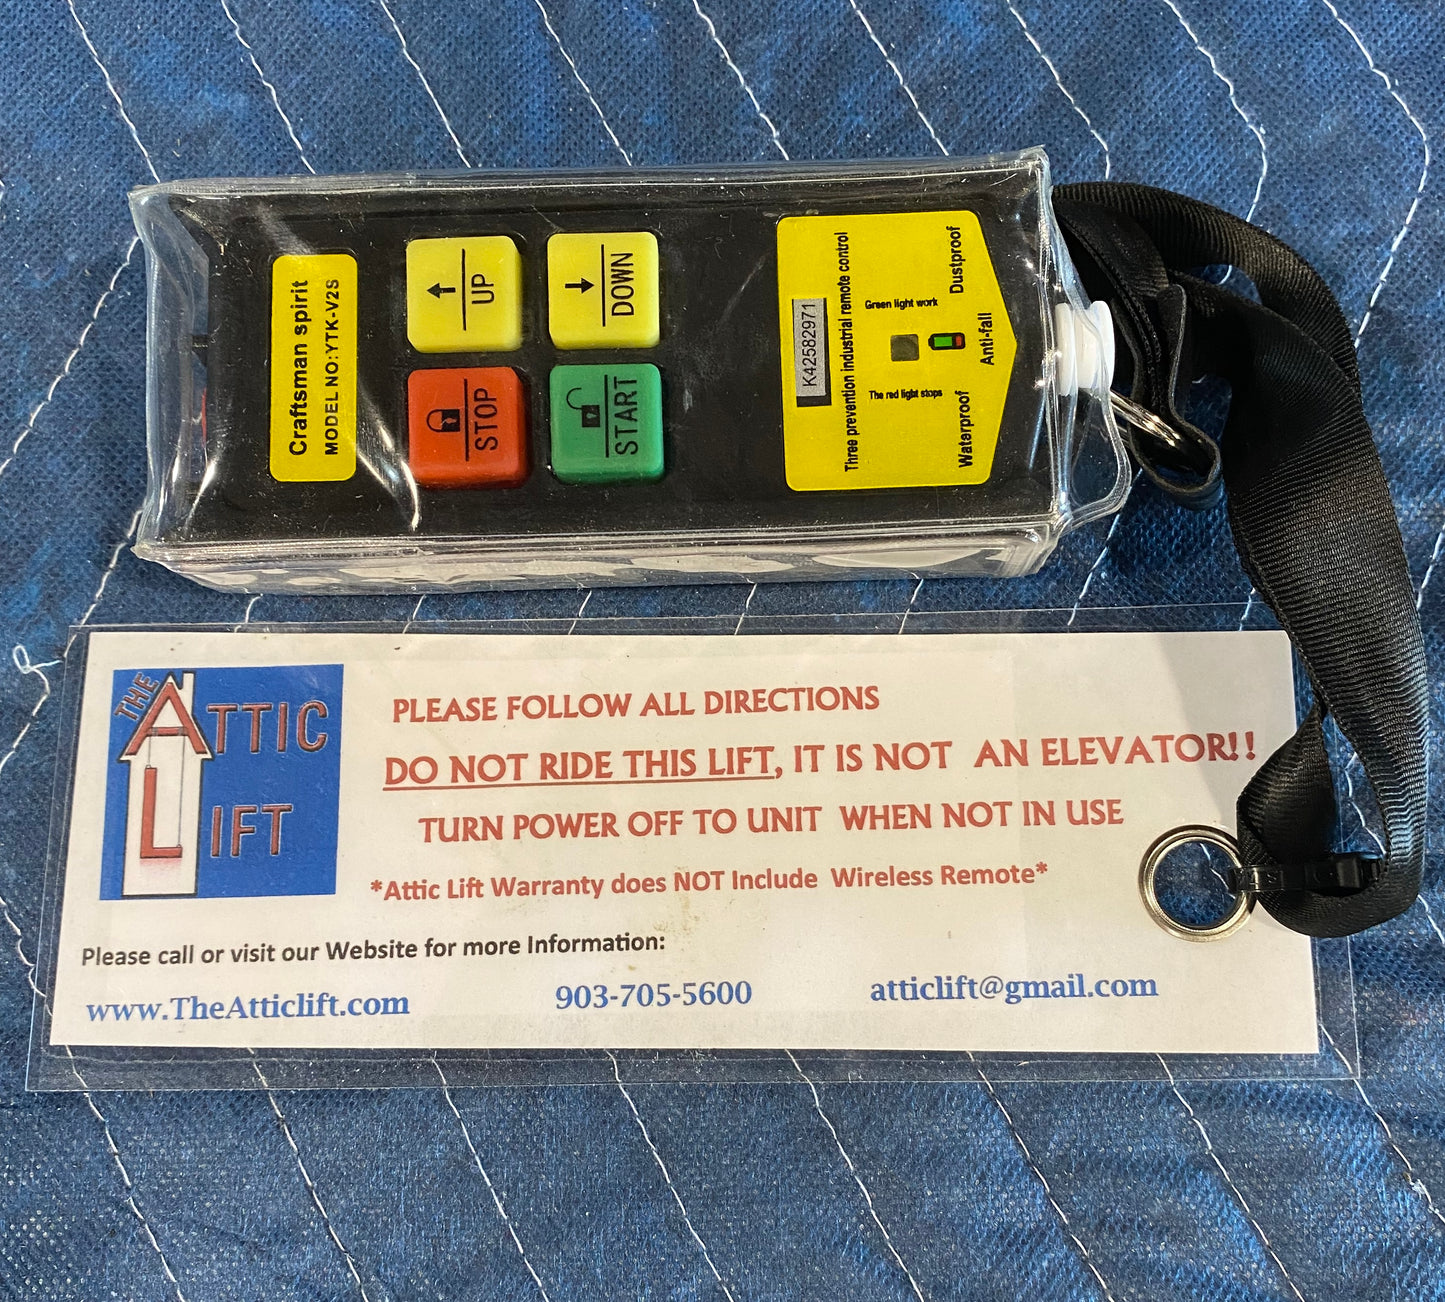 Craftsman spirit
MODEL NO:YTK-V2S
UP
DOWN
STOP
START
K42582971
Three prevention industrial remote control
Green light work
The red light stops
Dustproof
Anti-fall
Waterproof
THE
ATTIC
LIFT
PLEASE FOLLOW ALL DIRECTIONS
DO NOT RIDE THIS LIFT, IT IS NOT AN ELEVATOR!!
TURN POWER OFF TO UNIT WHEN NOT IN USE
*Attic Lift Warranty does NOT Include Wireless Remote*
Please call or visit our Website for more Information:
www.TheAtticlift.com 903-705-5600 atticlift@gmail.com